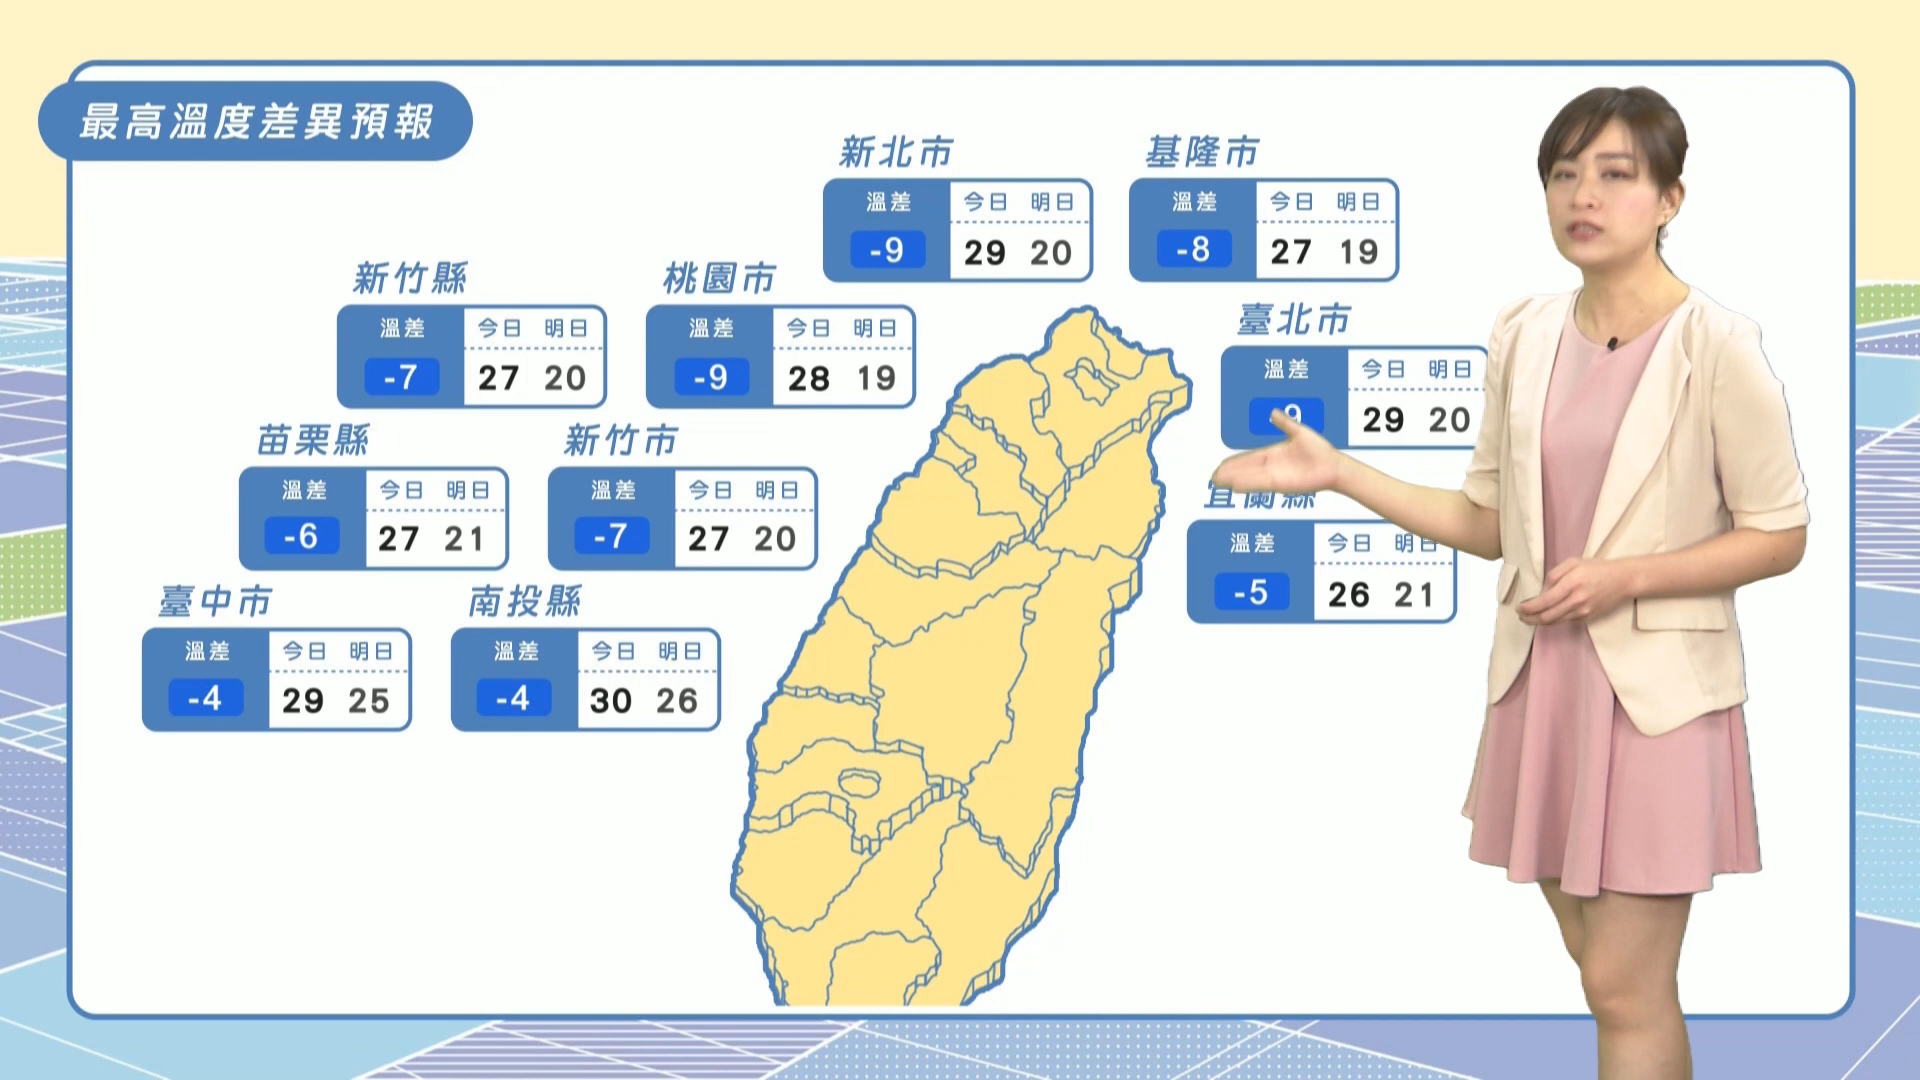 最高溫度差異預報
新北市
溫差 今日 明日
-9 29 20
基隆市
溫差 今日 明日
-8 27 19
新竹縣
溫差 今日 明日
-7 27 20
桃園市
溫差 今日 明日
-9 28 19
臺北市
溫差 今日 明日
-9 29 20
苗栗縣
溫差 今日 明日
-6 27 21
新竹市
溫差 今日 明日
-7 27 20
宜蘭縣
溫差 今日 明日
-5 26 21
臺中市
溫差 今日 明日
-4 29 25
南投縣
溫差 今日 明日
-4 30 26